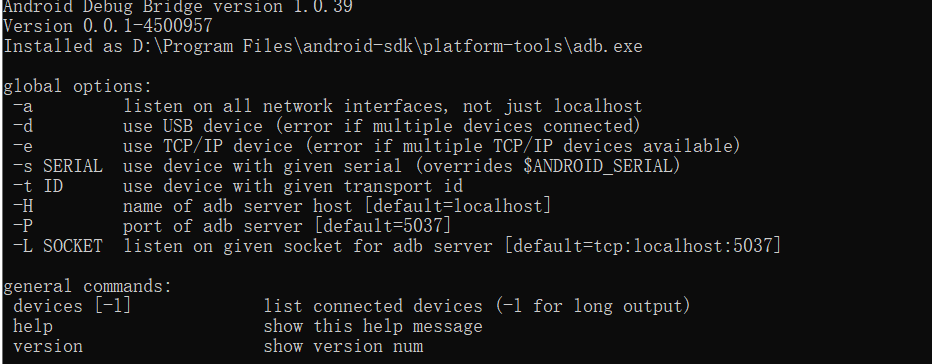 Android Debug Bridge version 1.0.39
Version 0.0.1-4500957
Installed as D:\Program Files\android-sdk\platform-tools\adb.exe
global options:
-a listen on all network interfaces, not just localhost
-d use USB device (error if multiple devices connected)
-e use TCP/IP device (error if multiple TCP/IP devices available)
-s SERIAL use device with given serial (overrides $ANDROID_SERIAL)
-t ID use device with given transport id
-H name of adb server host [default=localhost]
-P port of adb server [default=5037]
-L SOCKET listen on given socket for adb server [default=tcp:localhost:5037]
general commands:
devices [-l] list connected devices (-l for long output)
help show this help message
version show version num